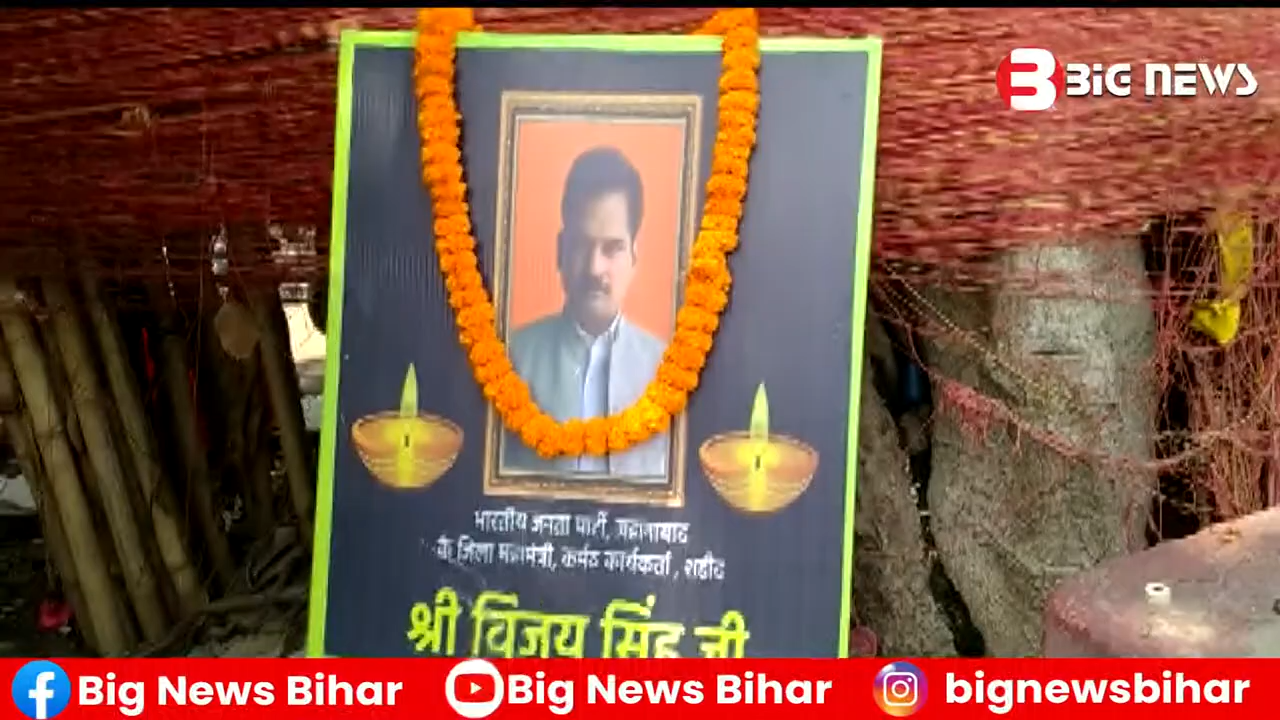 BIG NEWS
भारतीय जनता पार्टी, जहानाबाद
के जिला महामंत्री, कर्मठ कार्यकर्ता, शहीद
श्री विजय सिंह जी
Big News Bihar
Big News Bihar
bignewsbihar